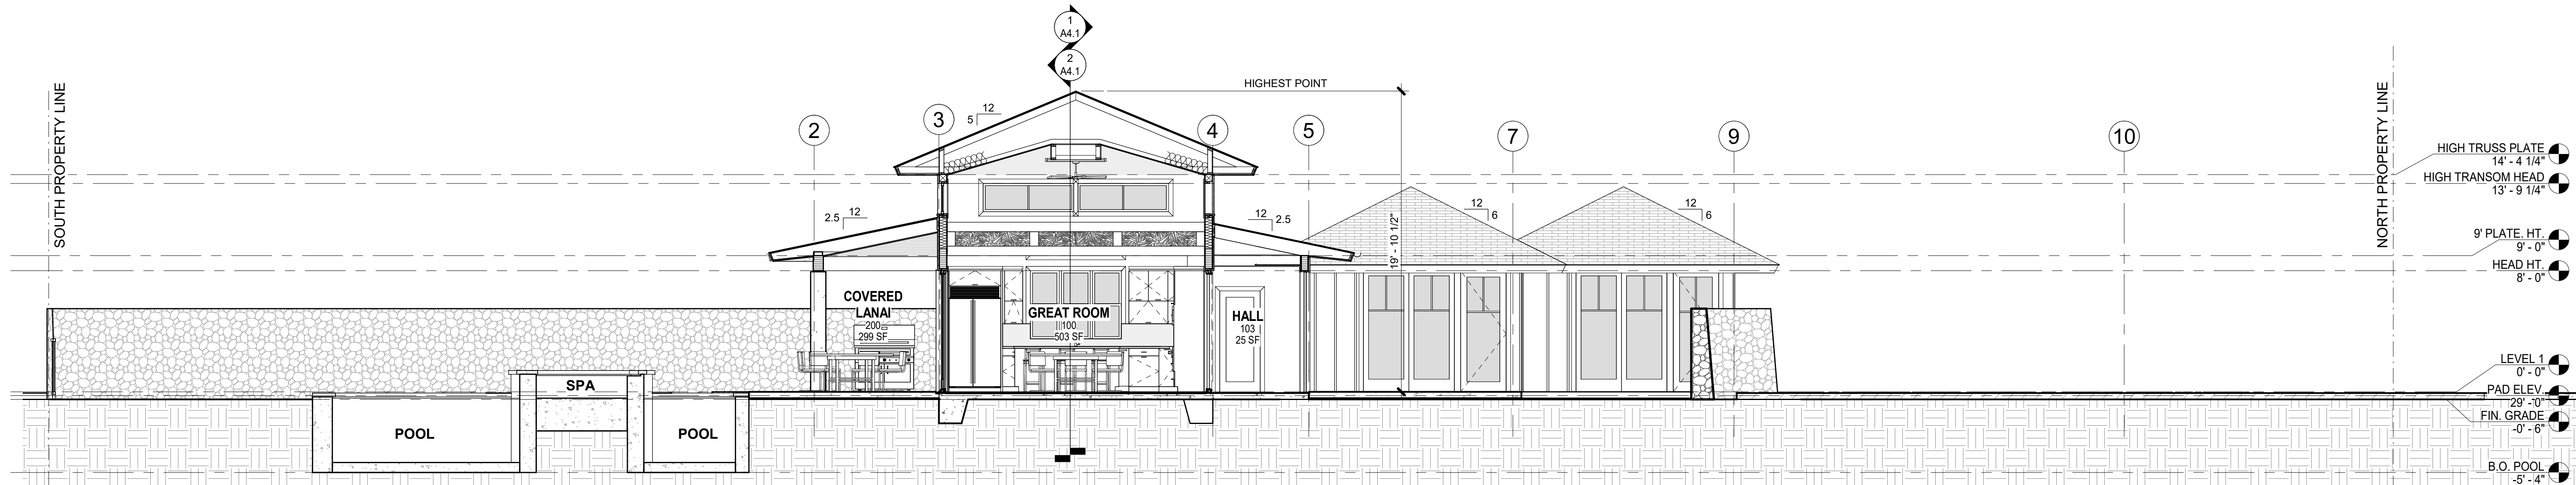 1
A4.1
2
A4.1
HIGHEST POINT
SOUTH PROPERTY LINE
NORTH PROPERTY LINE
2
3
4
5
7
9
10
12
5
12
2.5
12
2.5
12
6
12
6
19' - 10 1/2"
HIGH TRUSS PLATE
14' - 4 1/4"
HIGH TRANSOM HEAD
13' - 9 1/4"
9' PLATE. HT.
9' - 0"
HEAD HT.
8' - 0"
COVERED
LANAI
200
299 SF
GREAT ROOM
100
503 SF
HALL
103
25 SF
SPA
POOL
POOL
LEVEL 1
0' - 0"
PAD ELEV.
29' -0"
FIN. GRADE
-0' - 6"
B.O. POOL
-5' - 4"